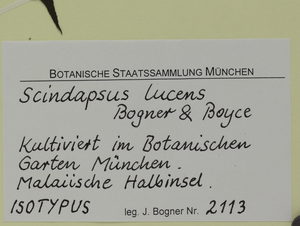 BOTANISCHE STAATSSAMMLUNG MÜNCHEN
Scindapsus lucens
Bogner & Boyce
Kultiviert im Botanischen
Garten München.
Malaiische Halbinsel.
ISOTYPUS leg. J. Bogner Nr. 2113